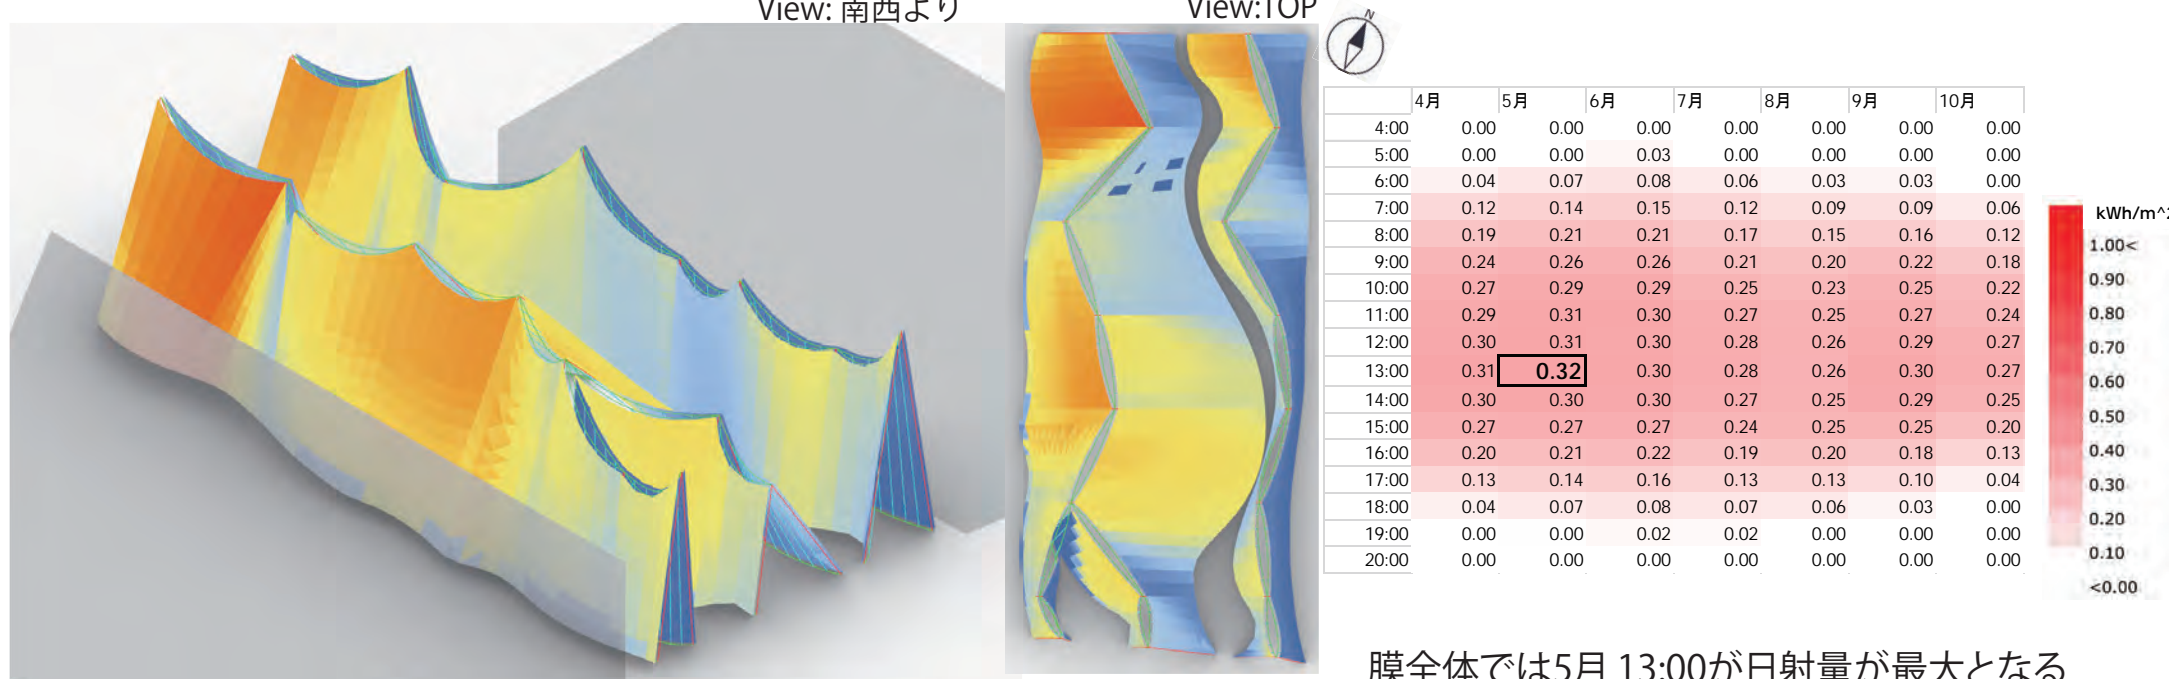 View: 南西より
View:TOP
N
4月 5月 6月 7月 8月 9月 10月
4:00 0.00 0.00 0.00 0.00 0.00 0.00 0.00
5:00 0.00 0.00 0.03 0.00 0.00 0.00 0.00
6:00 0.04 0.07 0.08 0.06 0.03 0.03 0.00
7:00 0.12 0.14 0.15 0.12 0.09 0.09 0.06
8:00 0.19 0.21 0.21 0.17 0.15 0.16 0.12
9:00 0.24 0.26 0.26 0.21 0.20 0.22 0.18
10:00 0.27 0.29 0.29 0.25 0.23 0.25 0.22
11:00 0.29 0.31 0.30 0.27 0.25 0.27 0.24
12:00 0.30 0.31 0.30 0.28 0.26 0.29 0.27
13:00 0.31 0.32 0.30 0.28 0.26 0.30 0.27
14:00 0.30 0.30 0.30 0.27 0.25 0.29 0.25
15:00 0.27 0.27 0.27 0.24 0.25 0.25 0.20
16:00 0.20 0.21 0.22 0.19 0.20 0.18 0.13
17:00 0.13 0.14 0.16 0.13 0.13 0.10 0.04
18:00 0.04 0.07 0.08 0.07 0.06 0.03 0.00
19:00 0.00 0.00 0.02 0.02 0.00 0.00 0.00
20:00 0.00 0.00 0.00 0.00 0.00 0.00 0.00
kWh/m^2
1.00<
0.90
0.80
0.70
0.60
0.50
0.40
0.30
0.20
0.10
<0.00
膜全体では5月 13:00が日射量が最大となる